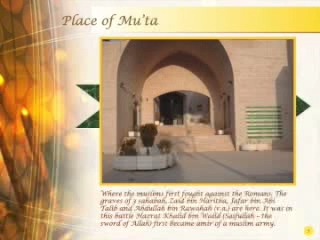 Place of Mu'ta
Where the muslims first fought against the Romans. The
graves of 3 sahabah, Zaid bin Haritha, Jafar bin Abi
Talib and Abdullah bin Rawahah (r.a.) are here. It was in
this battle Hazrat Khalid bin Walid (Saifullah - the
sword of Allah) first became amir of a muslim army.